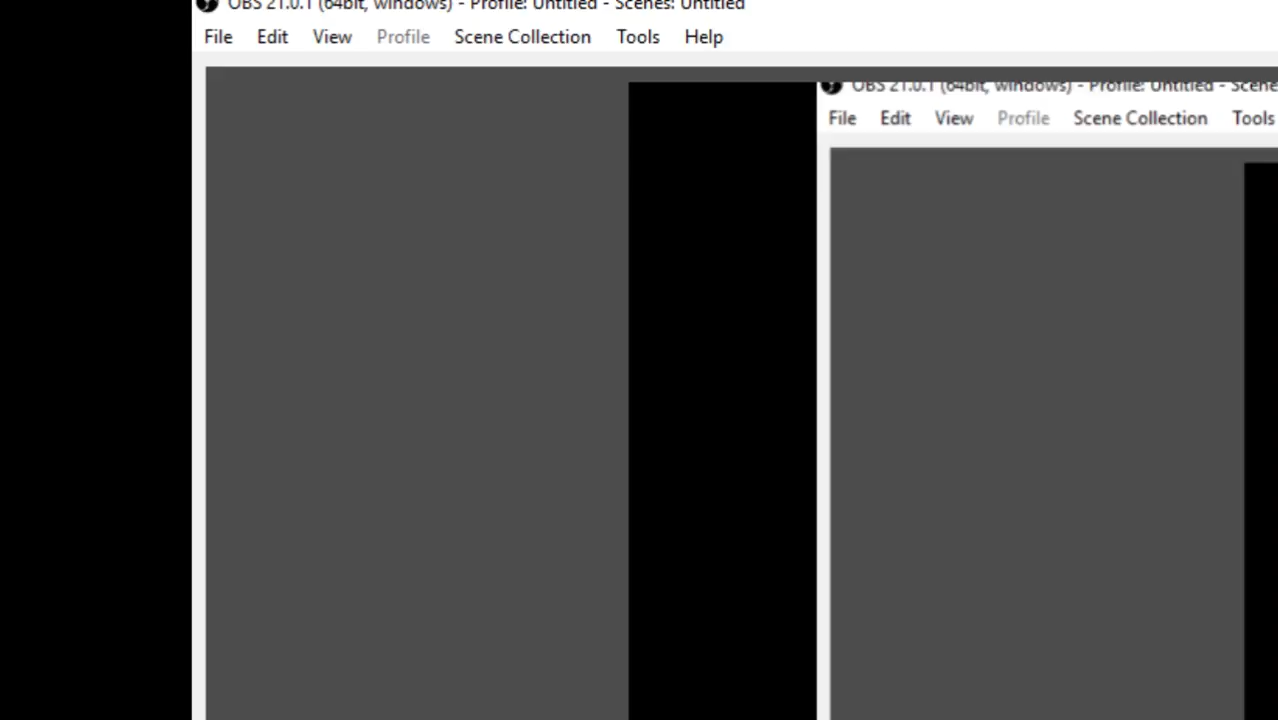 OBS 21.0.1 (64bit, windows) - Profile: Untitled - Scenes: Untitled
File Edit View Profile Scene Collection Tools Help
OBS 21.0.1 (64bit, windows) - Profile: Untitled - Scene
File Edit View Profile Scene Collection Tools